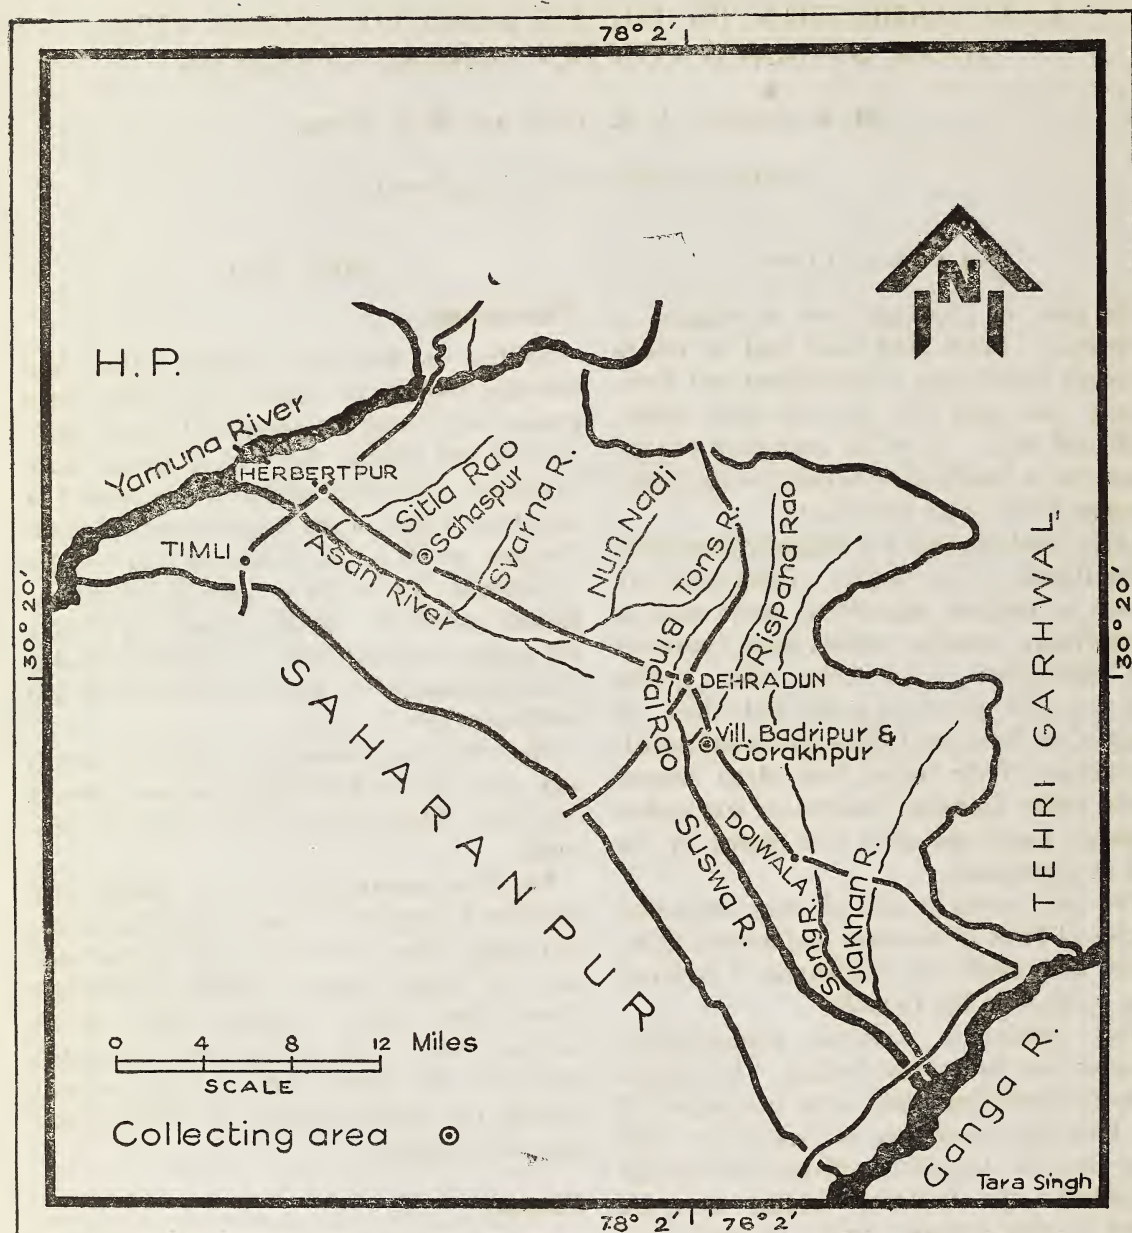 78° 2′
N
H.P.
Yamuna River
HERBERTPUR
TIMLI
Asan River
Sitla Rao
Sahaspur
Svarna R.
Nun Nadi
Tons R.
Bindal Rao
Rispana Rao
DEHRADUN
Vill. Badripur &
Gorakhpur
DOIWALA
Suswa R.
Song R.
Jakhan R.
30° 20′
30° 20′
TEHRI GARHWAL
SAHARANPUR
Ganga R.
0 4 8 12 Miles
SCALE
Collecting area
Tara Singh
78° 2′ 76° 2′